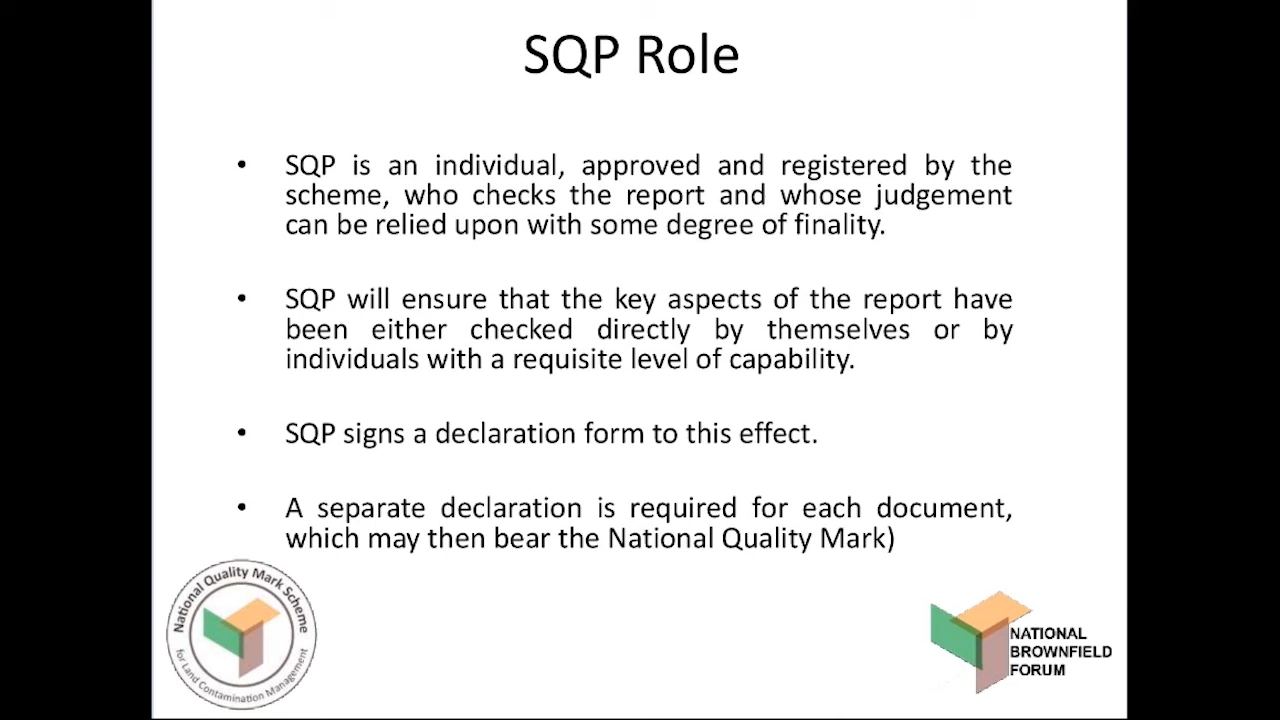 SQP Role
• SQP is an individual, approved and registered by the
scheme, who checks the report and whose judgement
can be relied upon with some degree of finality.
• SQP will ensure that the key aspects of the report have
been either checked directly by themselves or by
individuals with a requisite level of capability.
• SQP signs a declaration form to this effect.
• A separate declaration is required for each document,
which may then bear the National Quality Mark)
National Quality Mark Scheme
for Land Contamination Management
NATIONAL
BROWNFIELD
FORUM